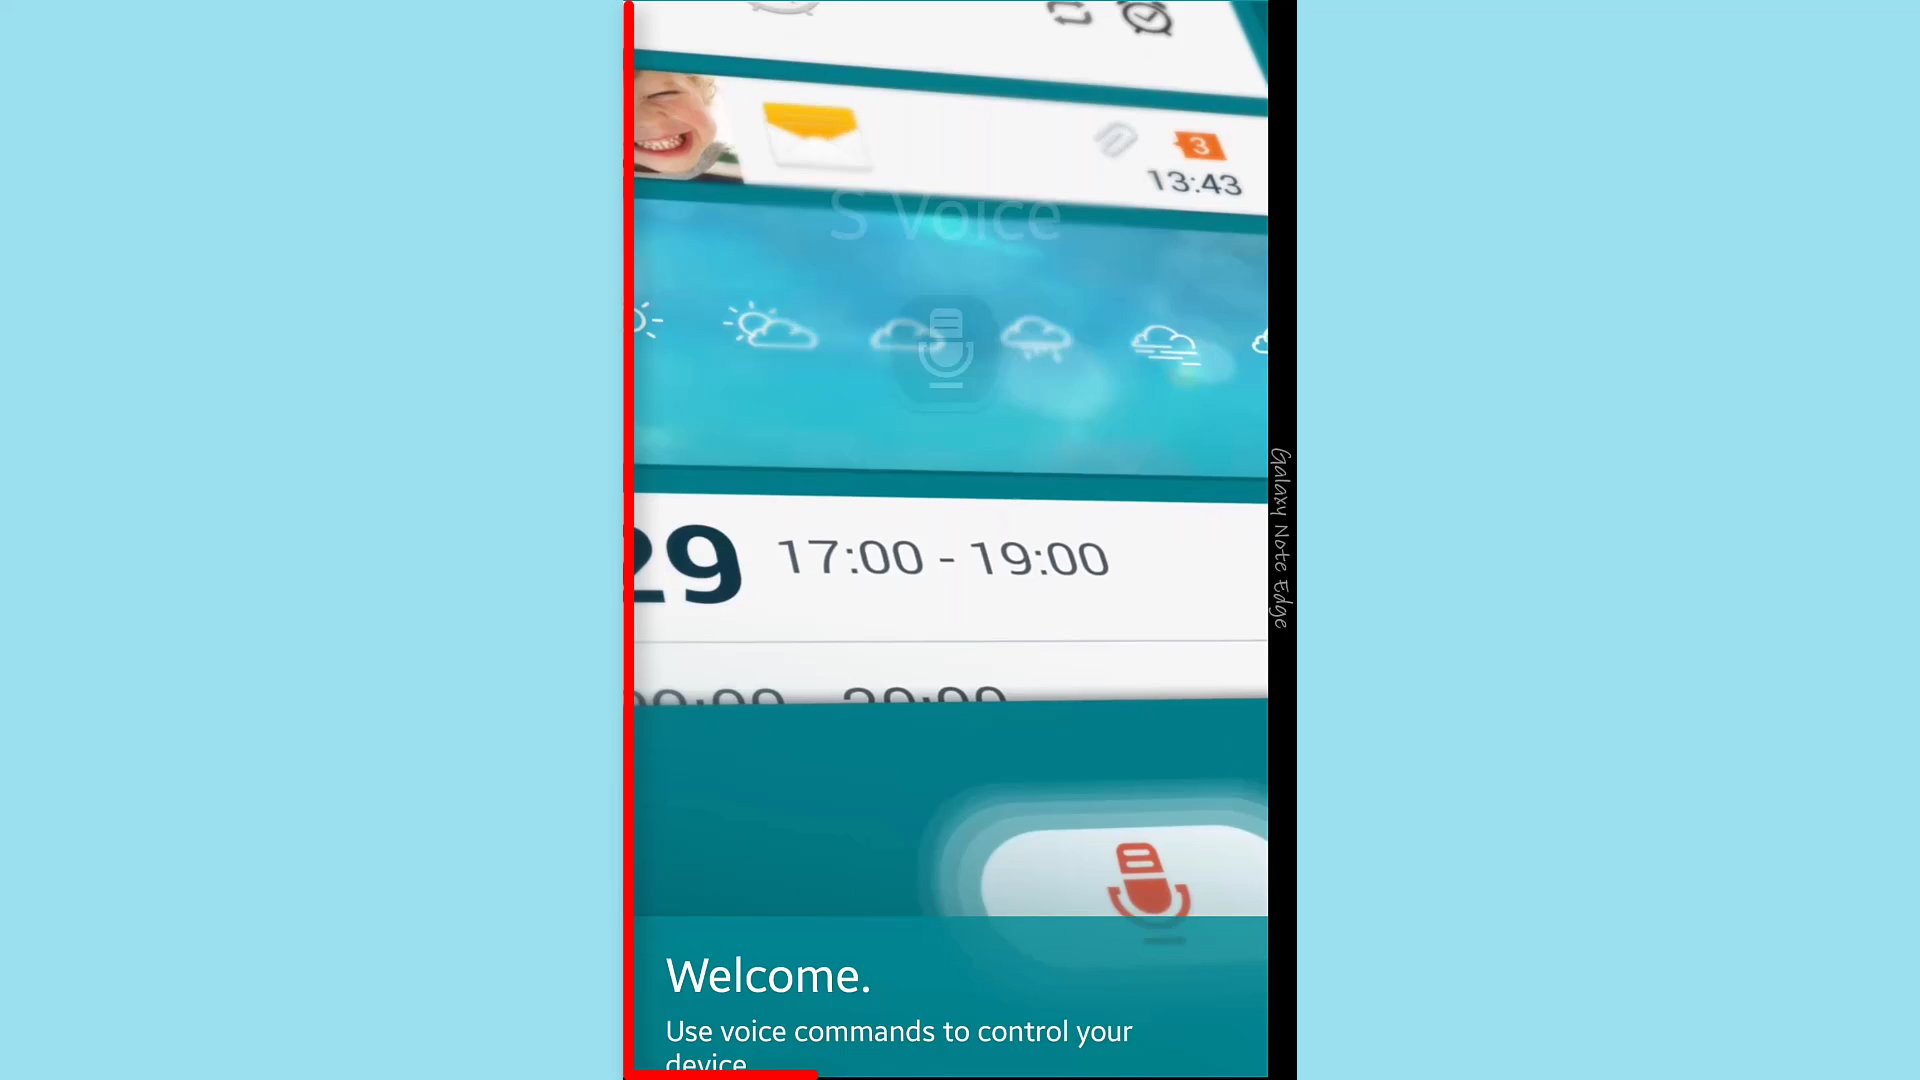 3
13:43
S Voice
29 17:00 - 19:00
Galaxy Note Edge
Welcome.
Use voice commands to control your
device